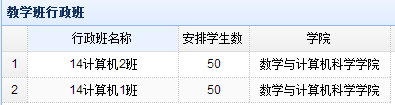 教学班行政班
行政班名称 安排学生数 学院
1 14计算机2班 50 数学与计算机科学学院
2 14计算机1班 50 数学与计算机科学学院